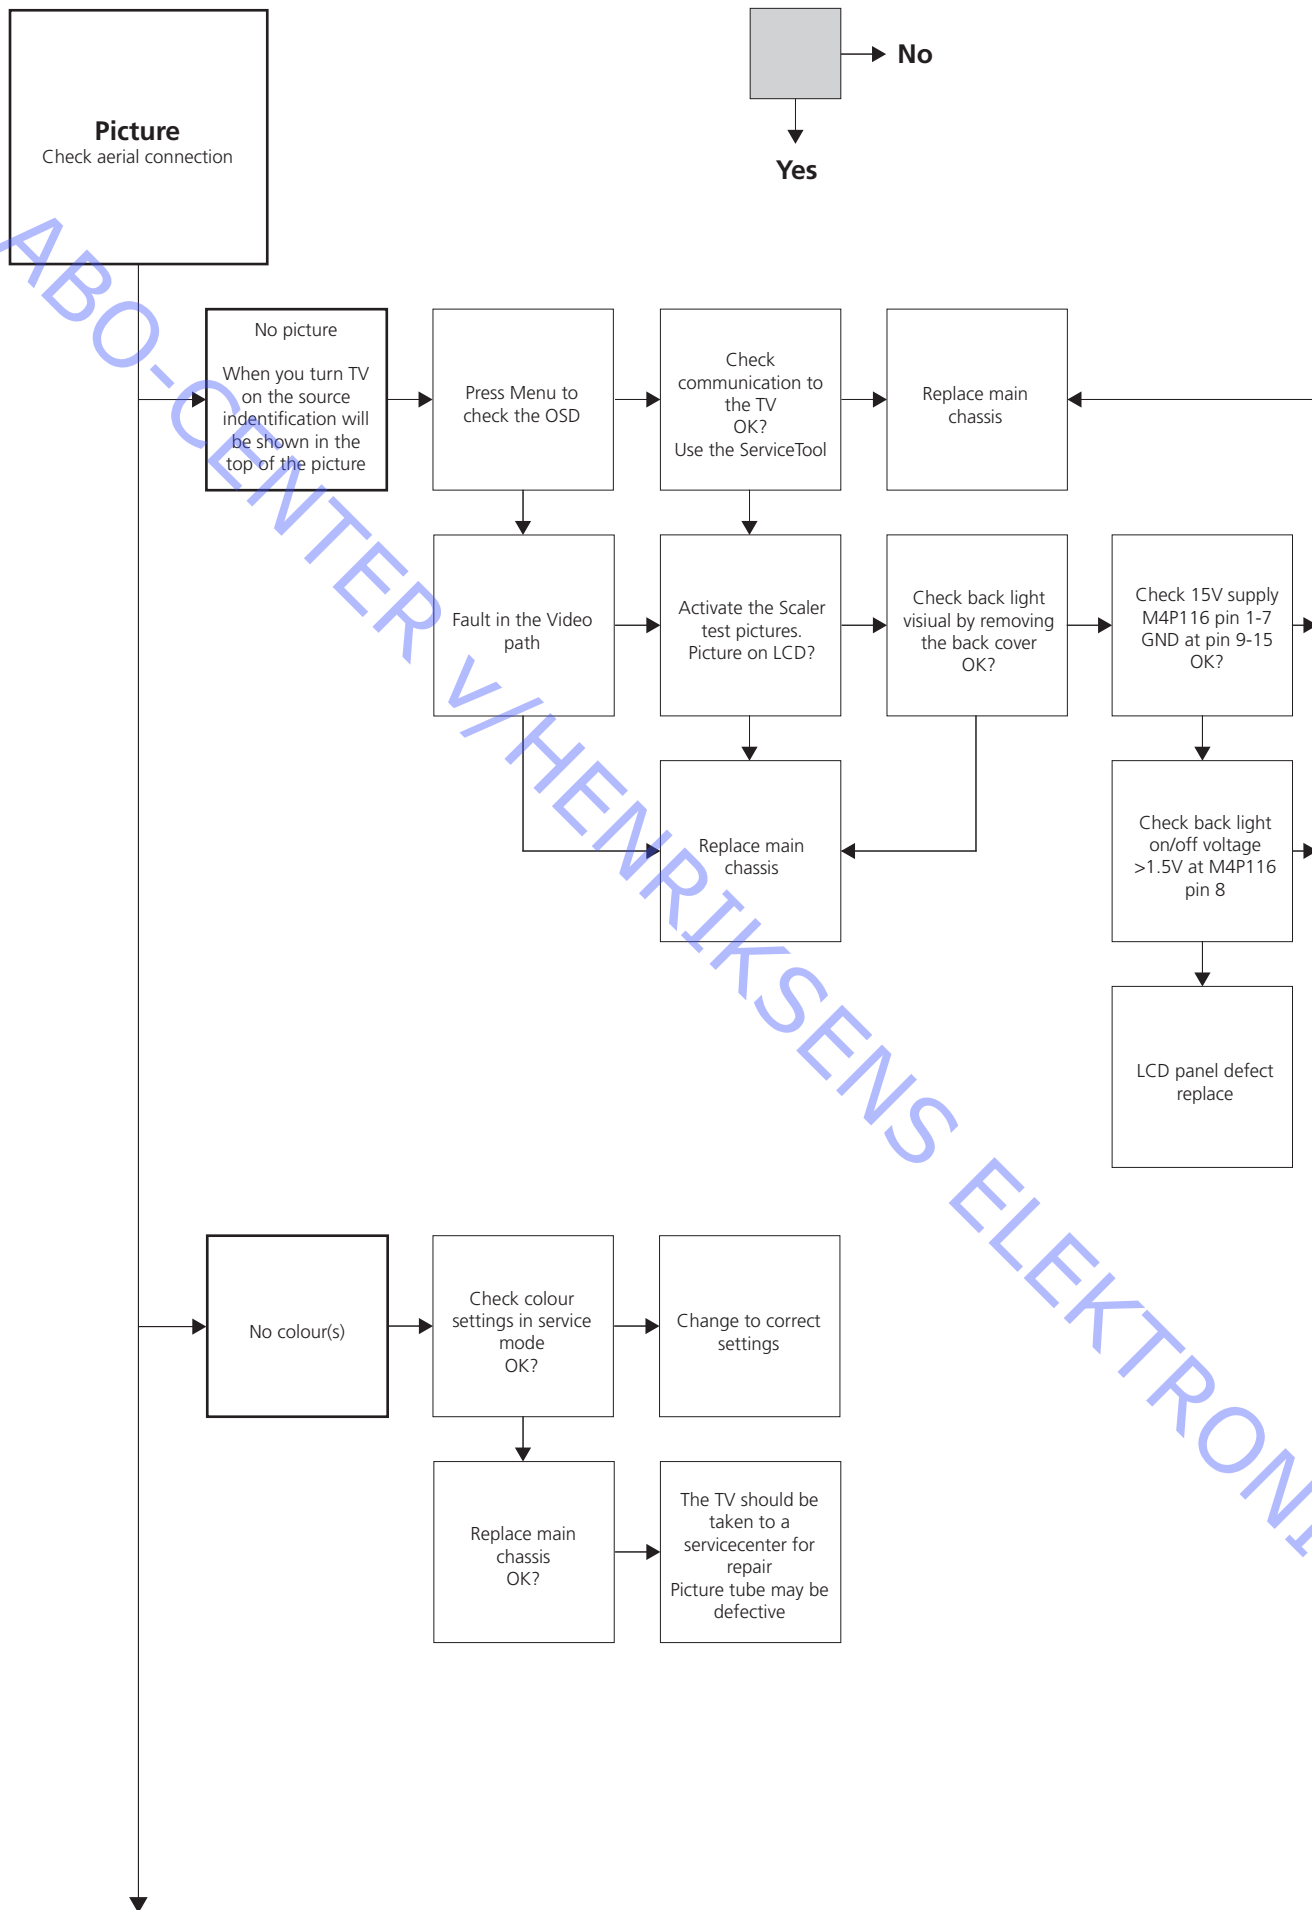 Picture
Check aerial connection
No
Yes
No picture
When you turn TV
on the source
indentification will
be shown in the
top of the picture
Press Menu to
check the OSD
Check
communication to
the TV
OK?
Use the ServiceTool
Replace main
chassis
Fault in the Video
path
Activate the Scaler
test pictures.
Picture on LCD?
Check back light
visiual by removing
the back cover
OK?
Check 15V supply
M4P116 pin 1-7
GND at pin 9-15
OK?
Replace main
chassis
Check back light
on/off voltage
>1.5V at M4P116
pin 8
LCD panel defect
replace
No colour(s)
Check colour
settings in service
mode
OK?
Change to correct
settings
Replace main
chassis
OK?
The TV should be
taken to a
servicecenter for
repair
Picture tube may be
defective
ABO-CENTER v/HENRIKSENS ELEKTRONI